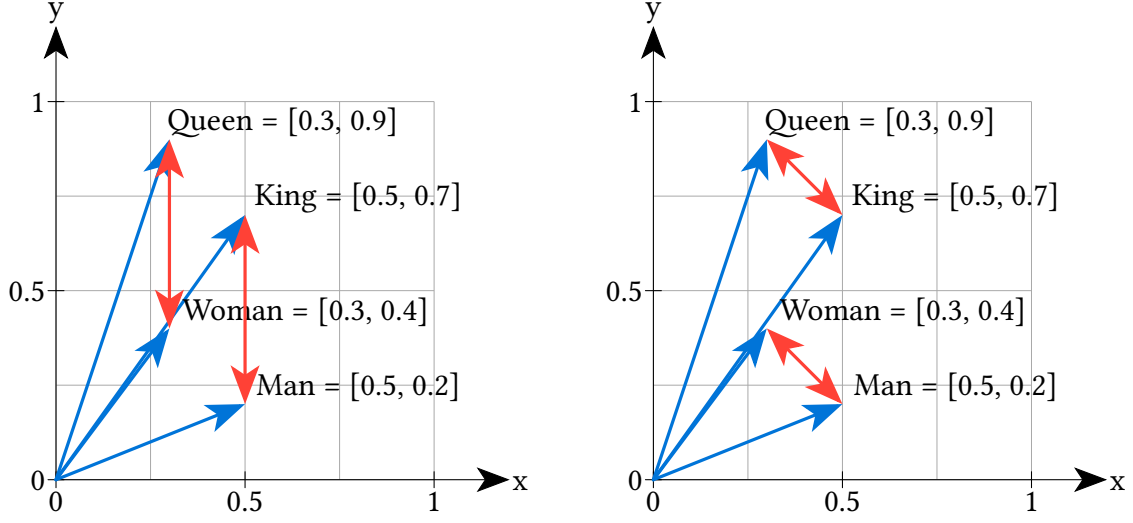 y
1
Queen = [0.3, 0.9]
King = [0.5, 0.7]
0.5
Woman = [0.3, 0.4]
Man = [0.5, 0.2]
0
x
0
0.5
1
y
1
Queen = [0.3, 0.9]
King = [0.5, 0.7]
0.5
Woman = [0.3, 0.4]
Man = [0.5, 0.2]
0
x
0
0.5
1